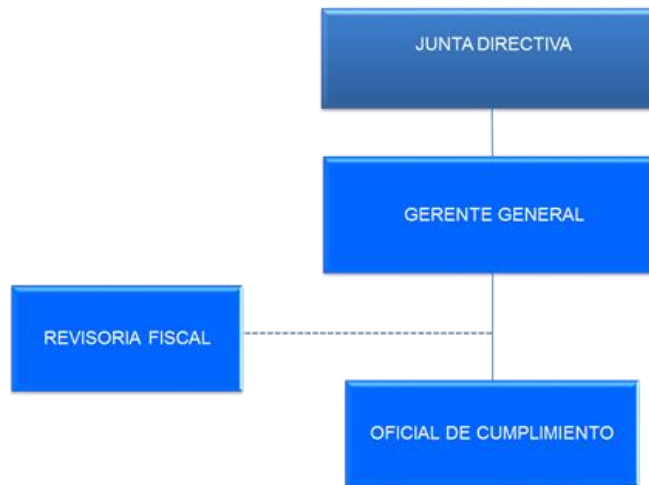 JUNTA DIRECTIVA
GERENTE GENERAL
REVISORIA FISCAL
OFICIAL DE CUMPLIMIENTO